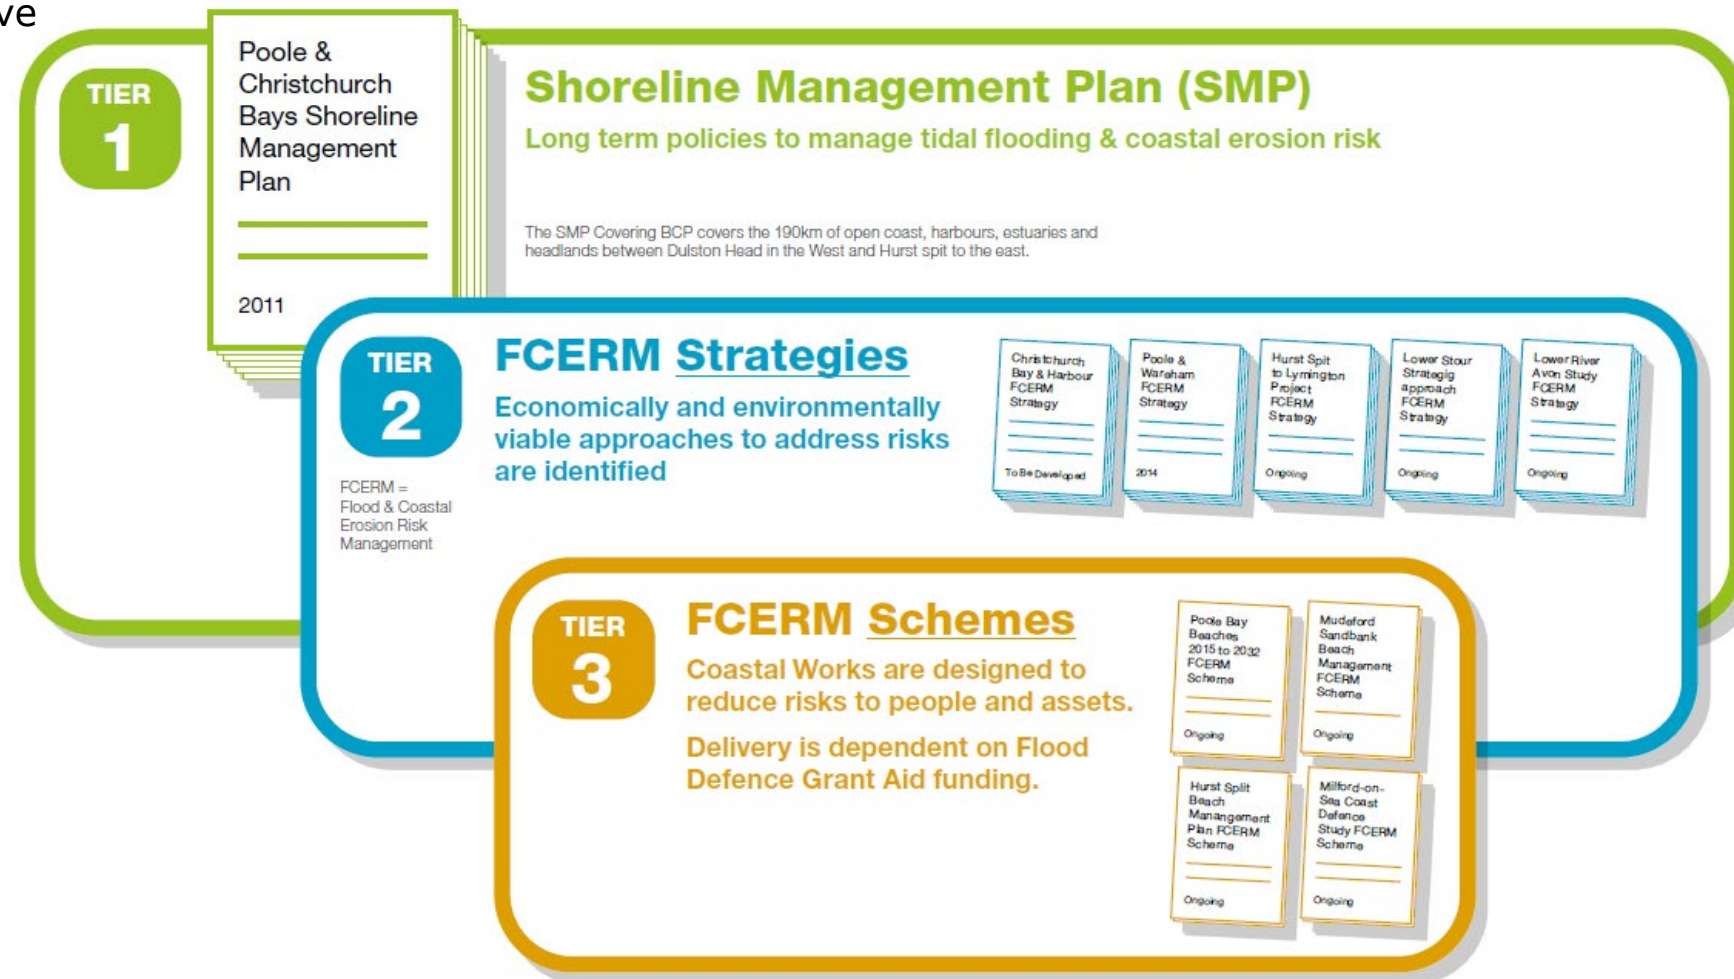 ve
TIER
1
Poole &
Christchurch
Bays Shoreline
Management
Plan
2011
Shoreline Management Plan (SMP)
Long term policies to manage tidal flooding & coastal erosion risk
The SMP Covering BCP covers the 190km of open coast, harbours, estuaries and
headlands between Dulston Head in the West and Hurst spit to the east.
TIER
2
FCERM =
Flood & Coastal
Erosion Risk
Management
FCERM Strategies
Economically and environmentally
viable approaches to address risks
are identified
Christchurch
Bay & Harbour
FCERM
Strategy
To Be Developed
Poole &
Wareham
FCERM
Strategy
2014
Hurst Spit
to Lymington
Project
FCERM
Strategy
Ongoing
Lower Stour
Strategig
approach
FCERM
Strategy
Ongoing
Lower River
Avon Study
FCERM
Strategy
Ongoing
TIER
3
FCERM Schemes
Coastal Works are designed to
reduce risks to people and assets.
Delivery is dependent on Flood
Defence Grant Aid funding.
Poole Bay
Beaches
2015 to 2032
FCERM
Scheme
Ongoing
Mudeford
Sandbank
Beach
Management
FCERM
Scheme
Ongoing
Hurst Split
Beach
Manangement
Plan FCERM
Scheme
Ongoing
Milford-on-
Sea Coast
Defence
Study FCERM
Scheme
Ongoing